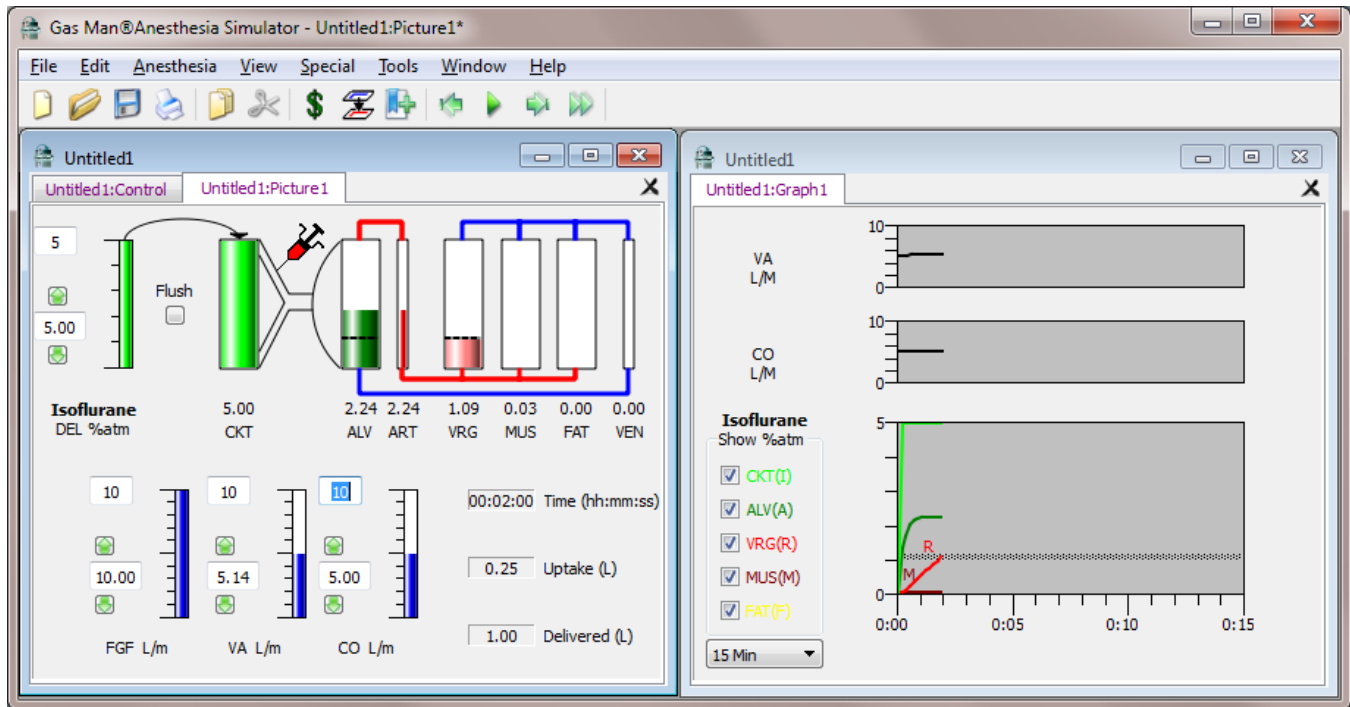 Gas Man®Anesthesia Simulator - Untitled1:Picture1*
File Edit Anesthesia View Special Tools Window Help
$
Untitled1
Untitled1:Control Untitled1:Picture1
5
5.00
Flush
Isoflurane
DEL %atm
5.00 2.24 2.24 1.09 0.03 0.00 0.00
CKT ALV ART VRG MUS FAT VEN
10 10 10
10.00 5.14 5.00
FGF L/m VA L/m CO L/m
00:02:00 Time (hh:mm:ss)
0.25 Uptake (L)
1.00 Delivered (L)
Untitled1
Untitled1:Graph1
VA
L/M
10
0
CO
L/M
10
0
Isoflurane
Show %atm
CKT(I)
ALV(A)
VRG(R)
MUS(M)
FAT(F)
15 Min
5
R
M
0
0:00 0:05 0:10 0:15